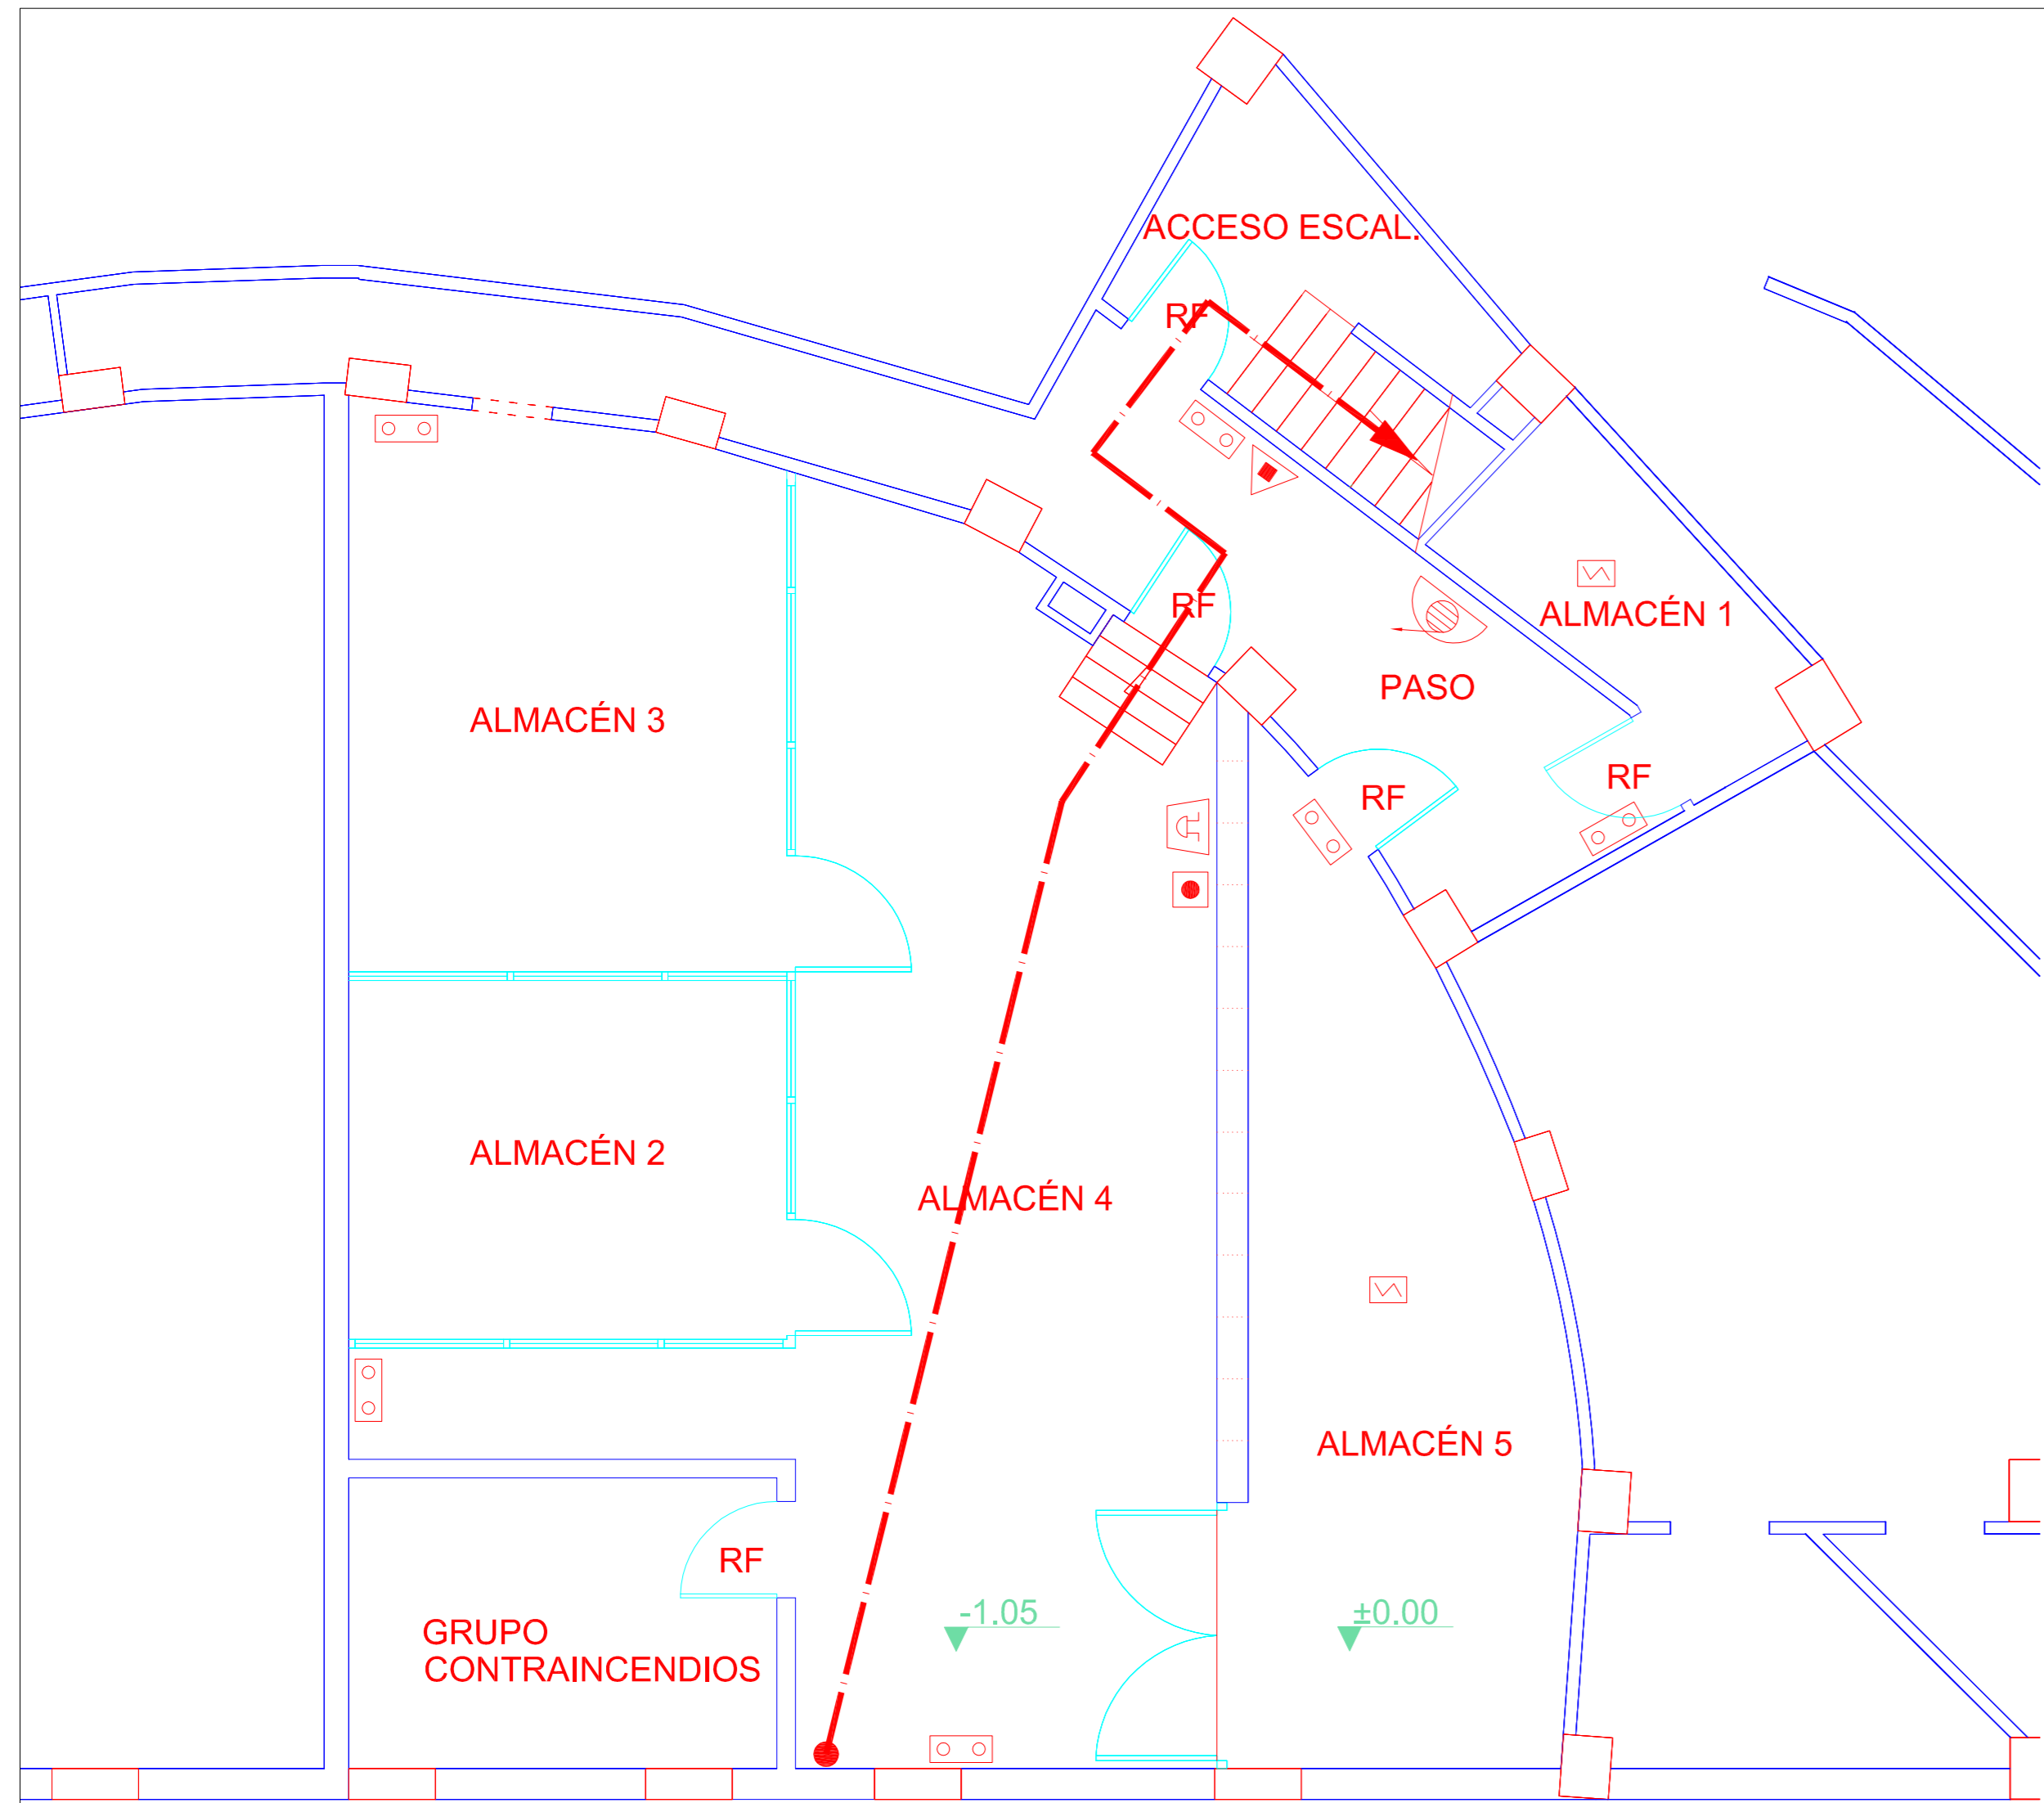 ACCESO ESCAL.
RF
RF
ALMACÉN 1
PASO
ALMACÉN 3
RF
RF
ALMACÉN 2
ALMACÉN 4
ALMACÉN 5
RF
-1.05
±0.00
GRUPO
CONTRAINCENDIOS